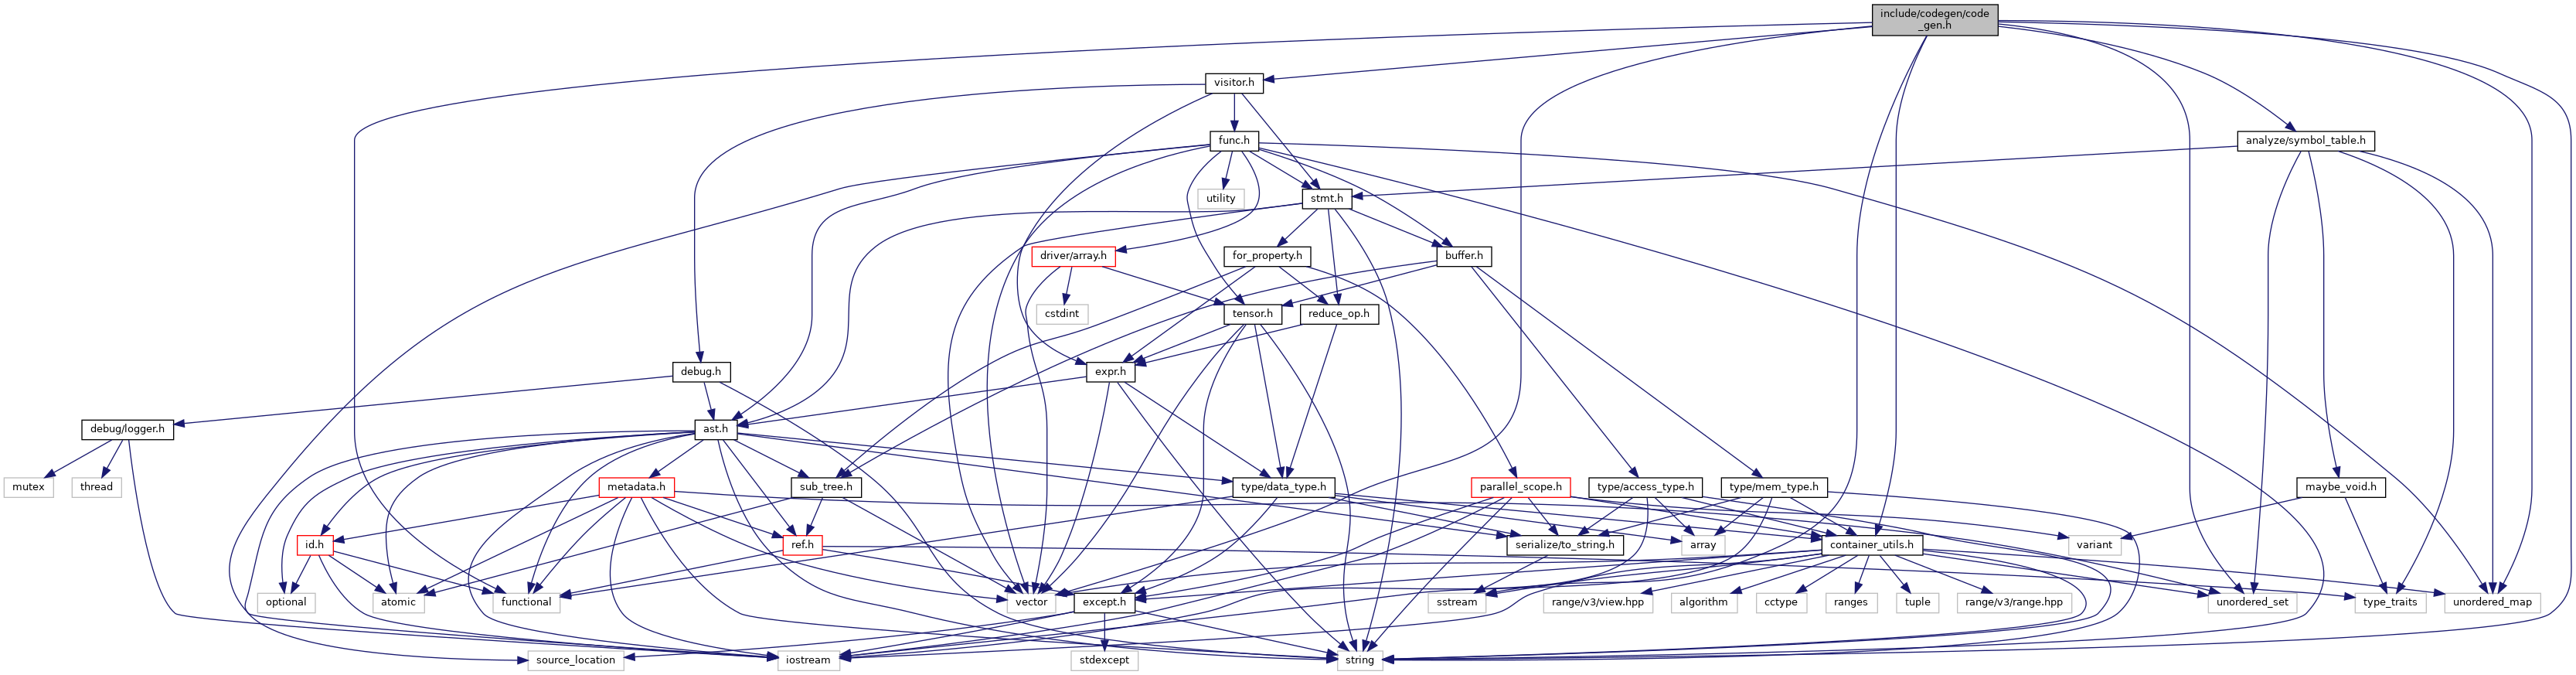 include/codegen/code
_gen.h
visitor.h
func.h
analyze/symbol_table.h
utility
stmt.h
driver/array.h
for_property.h
buffer.h
cstdint
tensor.h
reduce_op.h
debug.h
expr.h
debug/logger.h
ast.h
mutex
thread
metadata.h
sub_tree.h
type/data_type.h
parallel_scope.h
type/access_type.h
type/mem_type.h
maybe_void.h
id.h
ref.h
serialize/to_string.h
array
container_utils.h
variant
optional
atomic
functional
vector
except.h
sstream
range/v3/view.hpp
algorithm
cctype
ranges
tuple
range/v3/range.hpp
unordered_set
type_traits
unordered_map
source_location
iostream
stdexcept
string